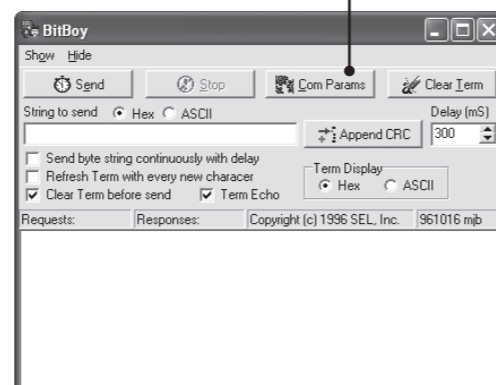 BitBoy
Show Hide
Send Stop Com Params Clear Term
String to send Hex ASCII Delay (mS)
Append CRC 300
Send byte string continuously with delay
Refresh Term with every new characer
Clear Term before send Term Echo
Term Display
Hex ASCII
Requests: Responses: Copyright (c) 1996 SEL, Inc. 961016 mjb